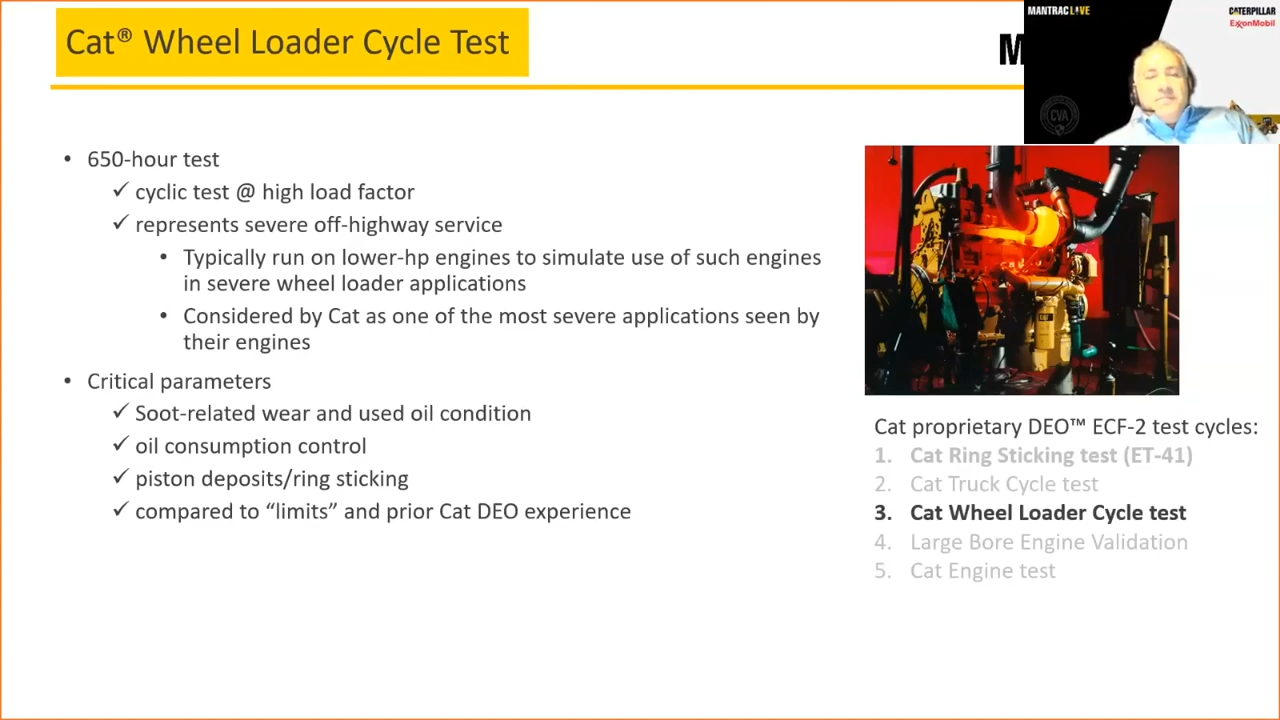 Cat® Wheel Loader Cycle Test
M
MANTRAC LIVE
CATERPILLAR
ExxonMobil
CVA
• 650-hour test
✓ cyclic test @ high load factor
✓ represents severe off-highway service
• Typically run on lower-hp engines to simulate use of such engines
in severe wheel loader applications
• Considered by Cat as one of the most severe applications seen by
their engines
• Critical parameters
✓ Soot-related wear and used oil condition
✓ oil consumption control
✓ piston deposits/ring sticking
✓ compared to “limits” and prior Cat DEO experience
CAT
Cat proprietary DEO™ ECF-2 test cycles:
1. Cat Ring Sticking test (ET-41)
2. Cat Truck Cycle test
3. Cat Wheel Loader Cycle test
4. Large Bore Engine Validation
5. Cat Engine test